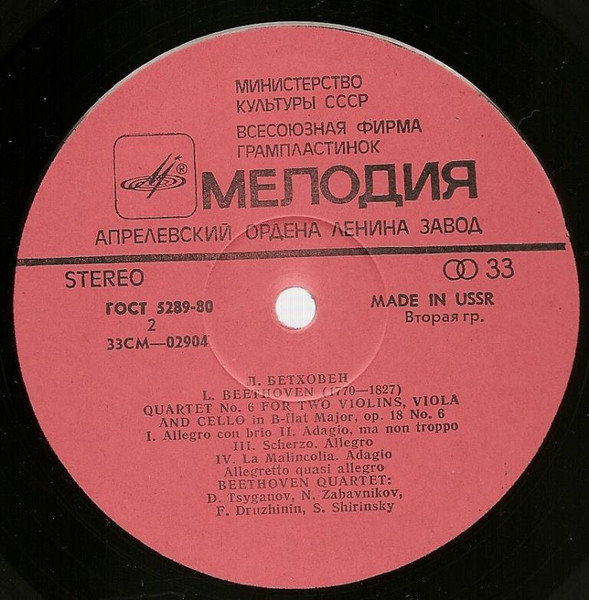 МИНИСТЕРСТВО
КУЛЬТУРЫ СССР
ВСЕСОЮЗНАЯ ФИРМА
ГРАМПЛАСТИНОК
® МЕЛОДИЯ
АПРЕЛЕВСКИЙ ОРДЕНА ЛЕНИНА ЗАВОД
STEREO
33
ГОСТ 5289-80
MADE IN USSR
2
Вторая гр.
33СМ—02904
Л. БЕТХОВЕН
L. BEETHOVEN (1770—1827)
QUARTET No. 6 FOR TWO VIOLINS, VIOLA
AND CELLO in B-flat Major, op. 18 No. 6
I. Allegro con brio II. Adagio, ma non troppo
III. Scherzo. Allegro
IV. La Malincolia. Adagio
Allegretto quasi allegro
BEETHOVEN QUARTET:
D. Tsyganov, N. Zabavnikov,
F. Druzhinin, S. Shirinsky